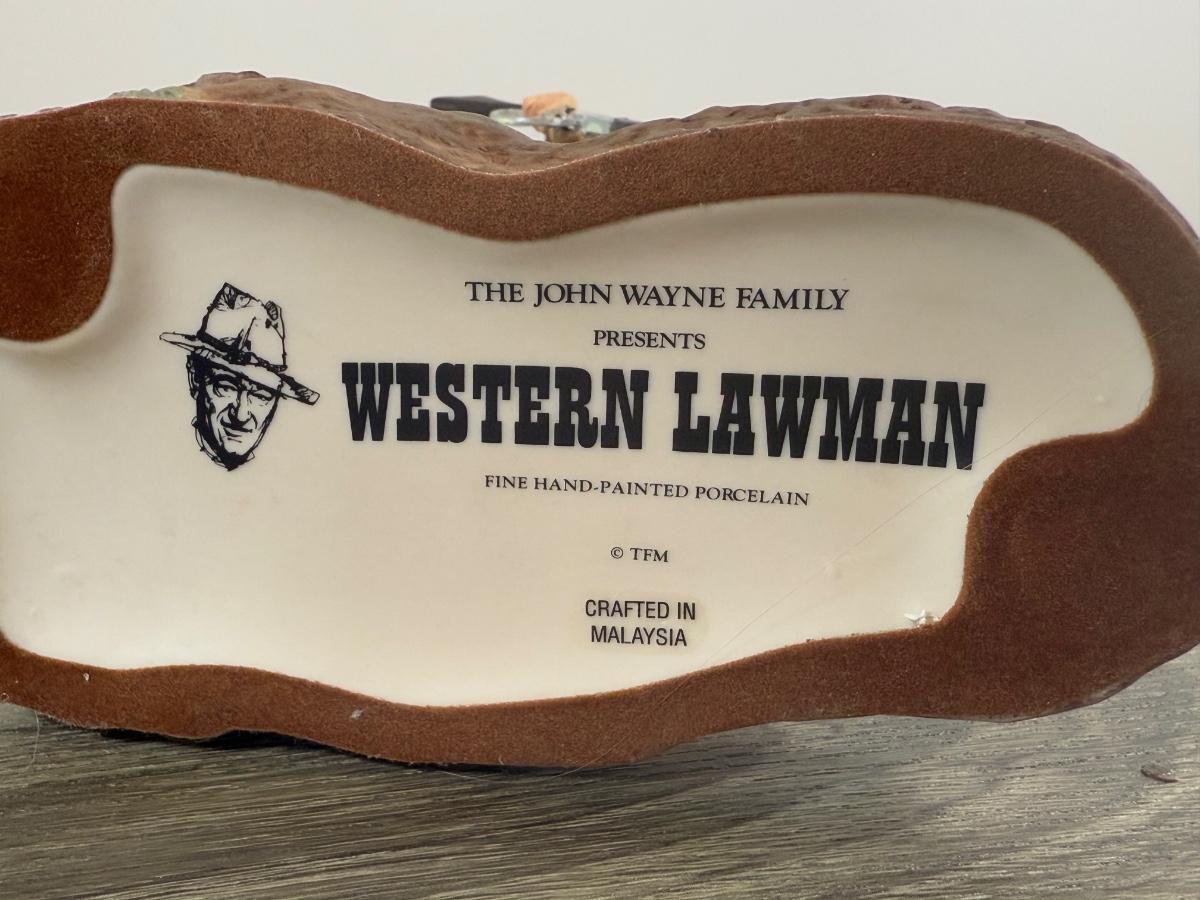 THE JOHN WAYNE FAMILY
PRESENTS
WESTERN LAWMAN
FINE HAND-PAINTED PORCELAIN
© TFM
CRAFTED IN
MALAYSIA